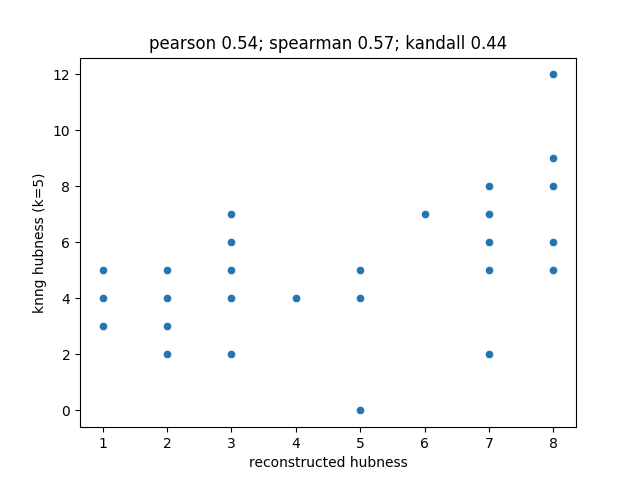 pearson 0.54; spearman 0.57; kandall 0.44
12
10
8
6
4
2
0
knng hubness (k=5)
1 2 3 4 5 6 7 8
reconstructed hubness